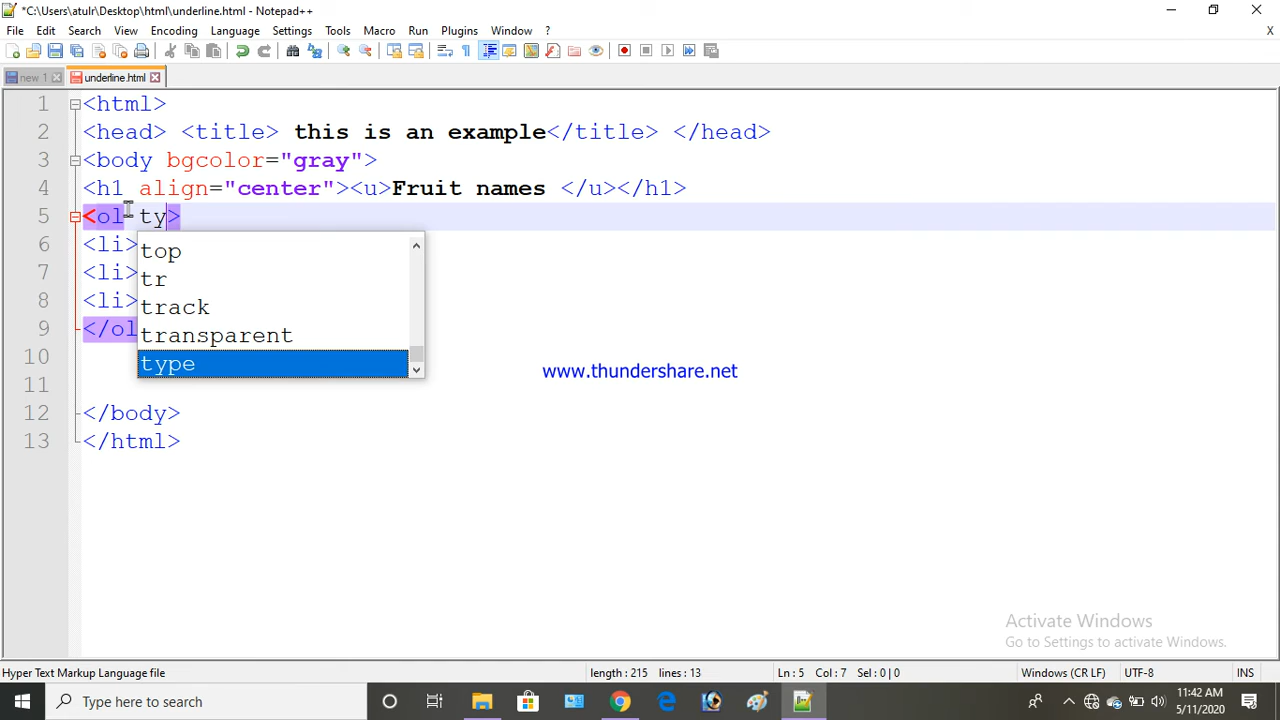 *C:\Users\atulr\Desktop\html\underline.html - Notepad++
File Edit Search View Encoding Language Settings Tools Macro Run Plugins Window ? X
new 1 underline.html
1 <html>
2 <head> <title> this is an example</title> </head>
3 <body bgcolor="gray">
4 <h1 align="center"><u>Fruit names </u></h1>
5 <ol ty>
6 <li>
7 <li>
8 <li>
9 </ol
10
11
12 </body>
13 </html>
top
tr
track
transparent
type
www.thundershare.net
Activate Windows
Go to Settings to activate Windows.
Hyper Text Markup Language file length : 215 lines : 13 Ln : 5 Col : 7 Sel : 0 | 0 Windows (CR LF) UTF-8 INS
Type here to search
11:42 AM
5/11/2020